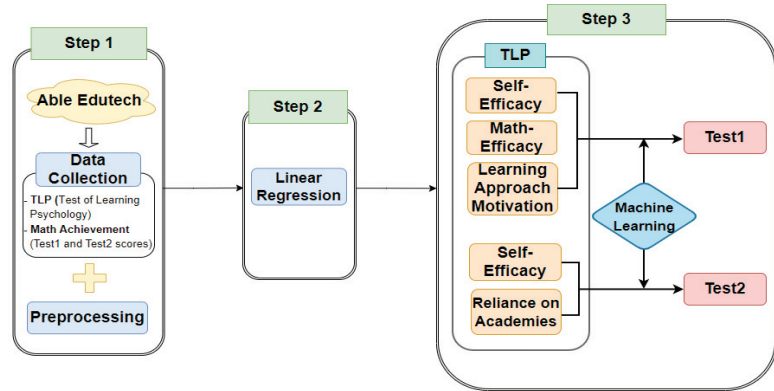 Step 1
Able Edutech
Data
Collection
- TLP (Test of Learning
Psychology)
- Math Achievement
(Test1 and Test2 scores)
Preprocessing
Step 2
Linear
Regression
Step 3
TLP
Self-
Efficacy
Math-
Efficacy
Learning
Approach
Motivation
Self-
Efficacy
Reliance on
Academies
Machine
Learning
Test1
Test2